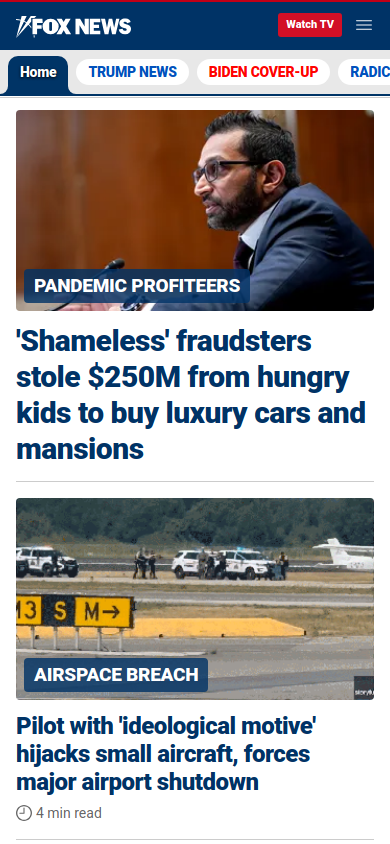 FOX NEWS
Watch TV
Home
TRUMP NEWS
BIDEN COVER-UP
RADIC
PANDEMIC PROFITEERS
'Shameless' fraudsters
stole $250M from hungry
kids to buy luxury cars and
mansions
13 S M→
AIRSPACE BREACH
Pilot with 'ideological motive'
hijacks small aircraft, forces
major airport shutdown
4 min read